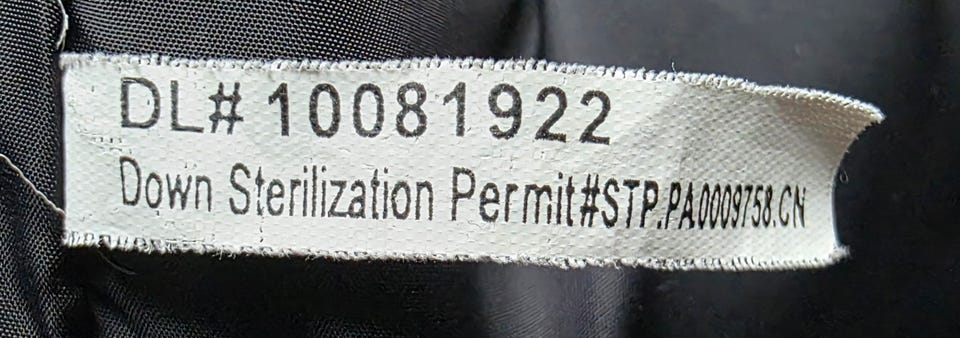 DL# 10081922
Down Sterilization Permit#STP.PA0009758.CN